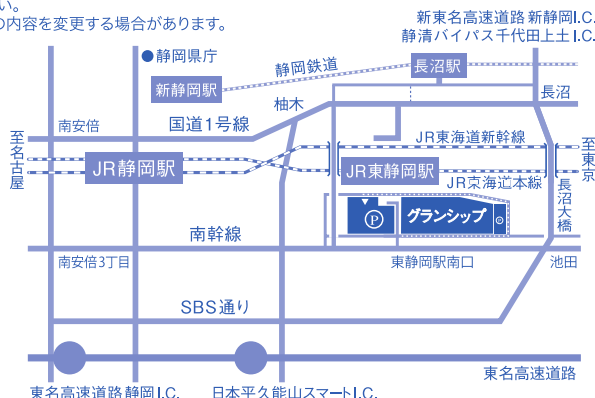 い。
の内容を変更する場合があります。
新東名高速道路 新静岡I.C.
静清バイパス千代田上土I.C.
静岡県庁
静岡鉄道
長沼駅
新静岡駅
柚木
長沼
南安倍
国道1号線
JR東海道新幹線
至名古屋
JR静岡駅
JR東静岡駅
至東京
JR東海道本線
長沼大橋
P
グランシップ
P
南幹線
南安倍3丁目
東静岡駅南口
池田
SBS通り
東名高速道路
東名高速道路 静岡I.C.
日本平久能山スマートI.C.